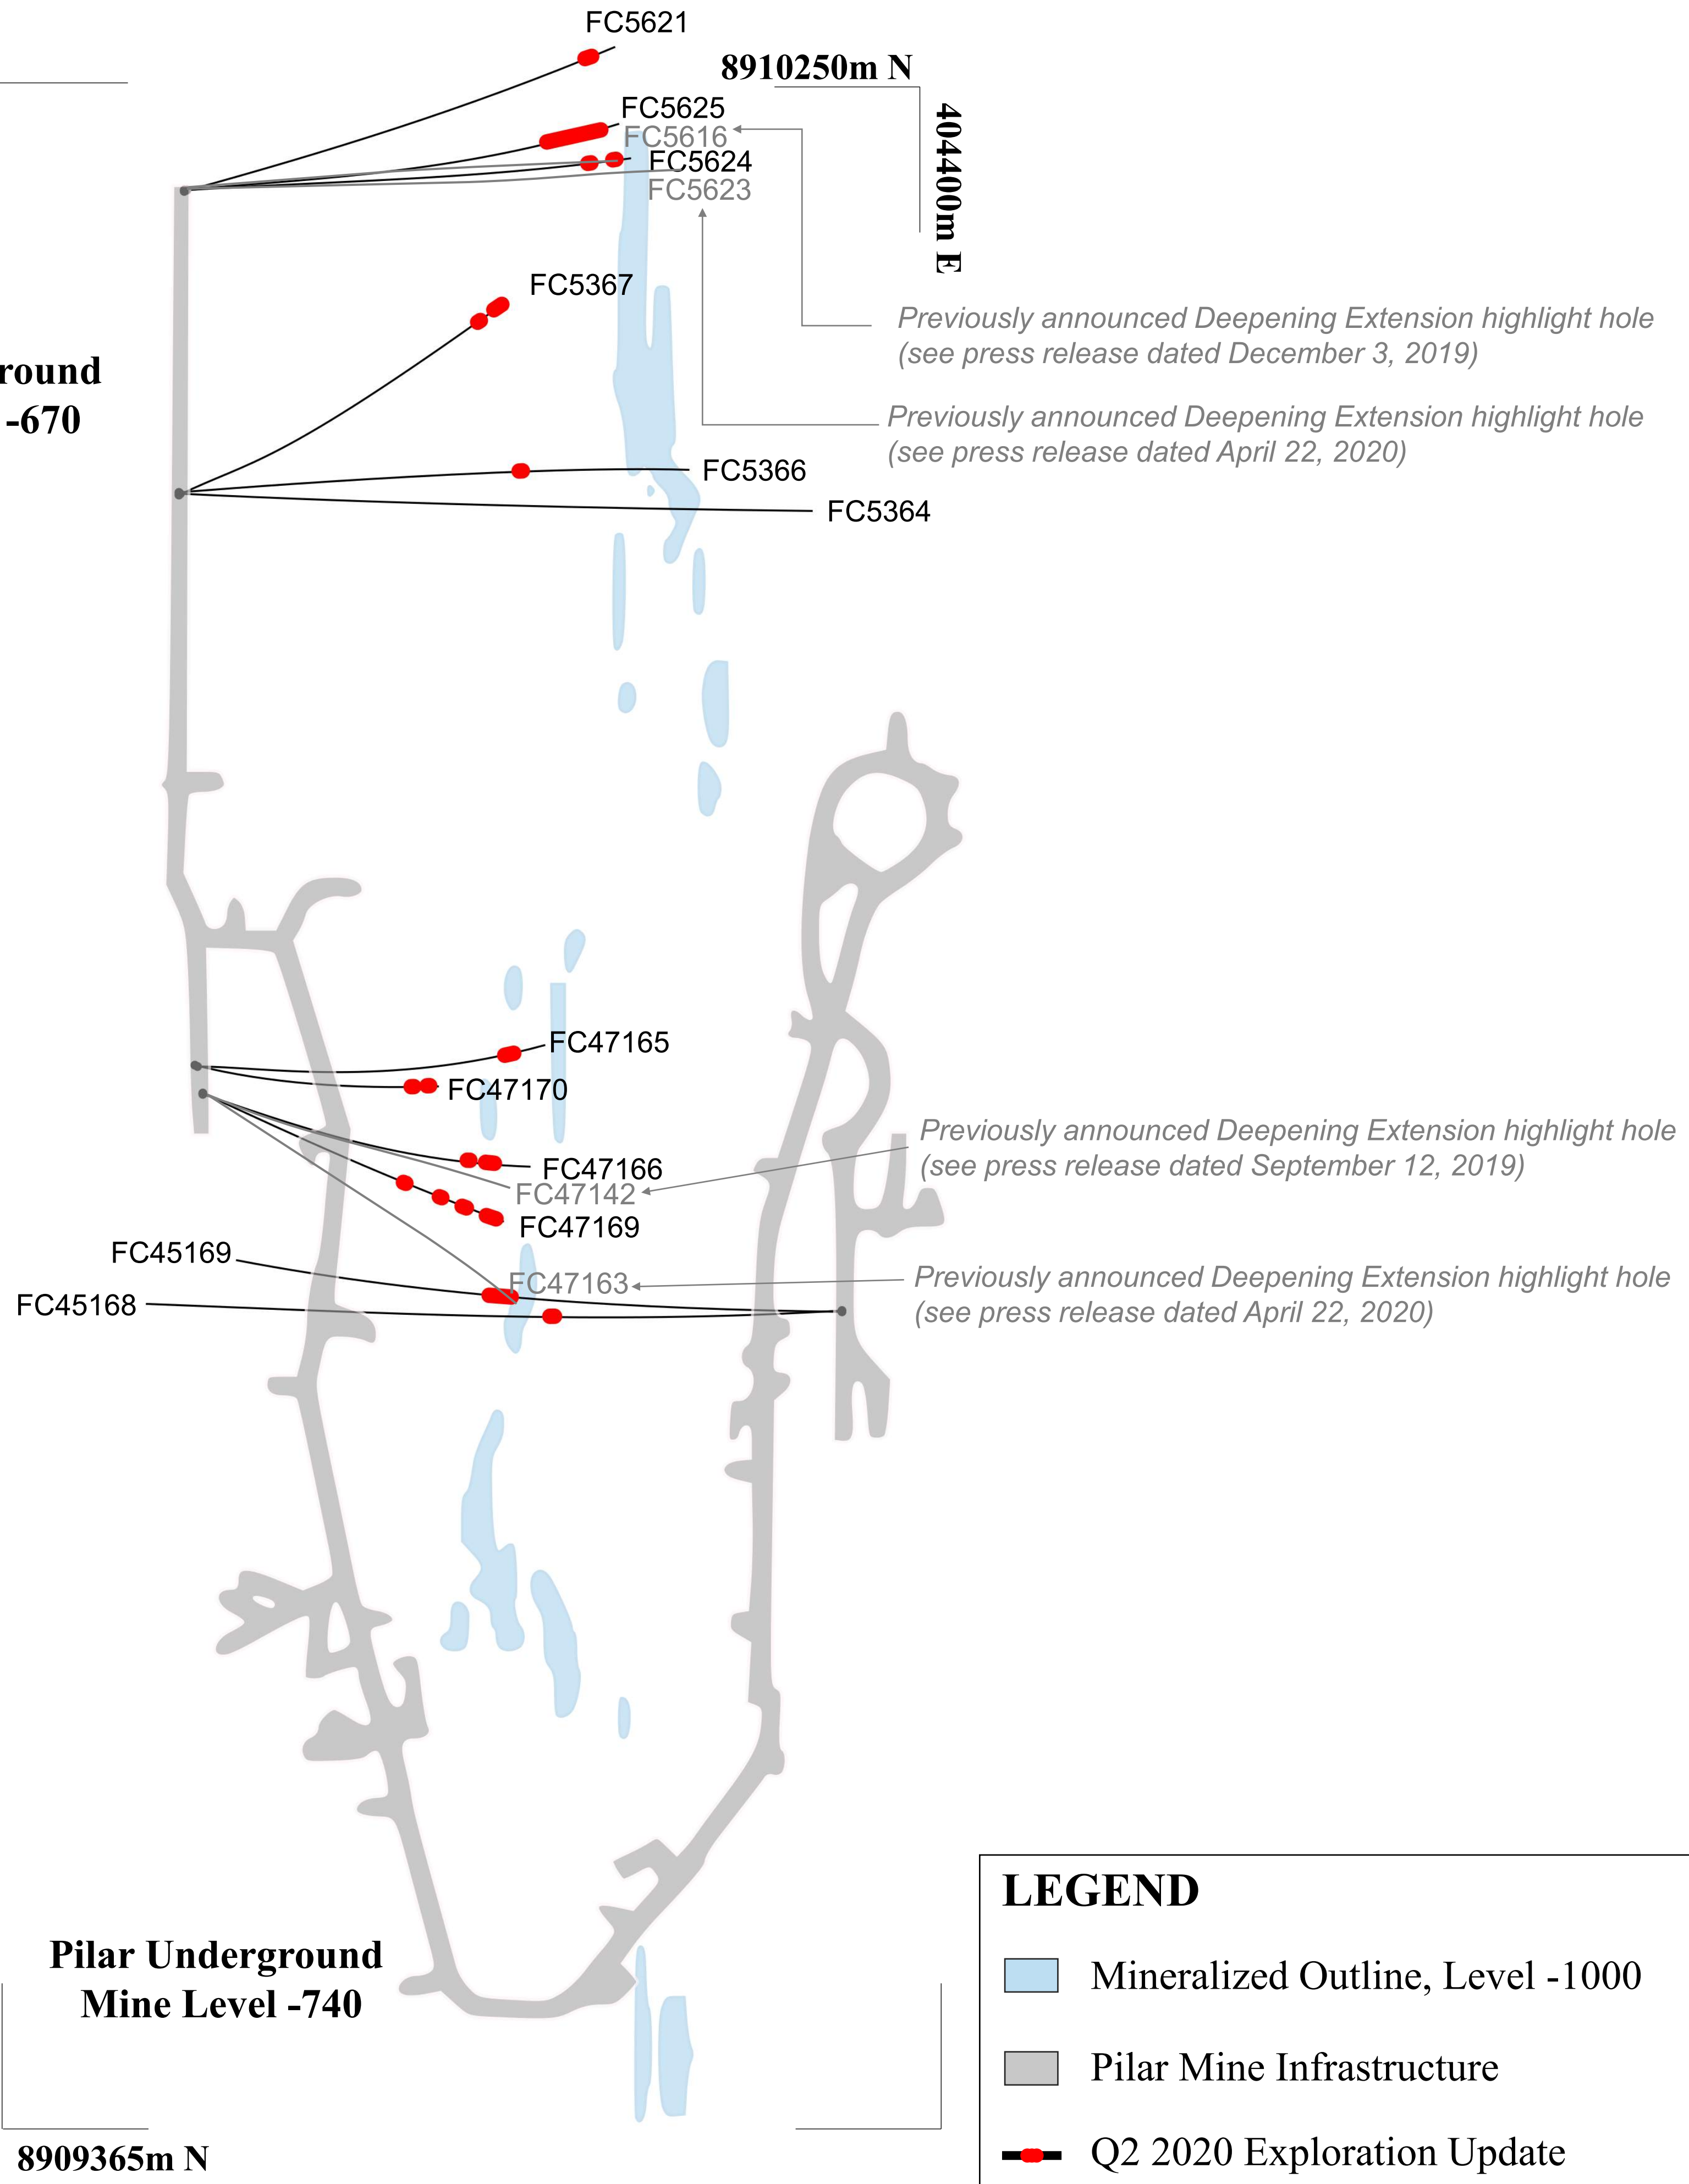 FC5621
8910250m N
FC5625
FC5616
FC5624
FC5623
404400m E
FC5367
Previously announced Deepening Extension highlight hole
(see press release dated December 3, 2019)
round
-670
Previously announced Deepening Extension highlight hole
(see press release dated April 22, 2020)
FC5366
FC5364
FC47165
FC47170
Previously announced Deepening Extension highlight hole
(see press release dated September 12, 2019)
FC47166
FC47142
FC47169
FC45169
FC47163
Previously announced Deepening Extension highlight hole
(see press release dated April 22, 2020)
FC45168
LEGEND
Pilar Underground
Mine Level -740
Mineralized Outline, Level -1000
Pilar Mine Infrastructure
Q2 2020 Exploration Update
8909365m N